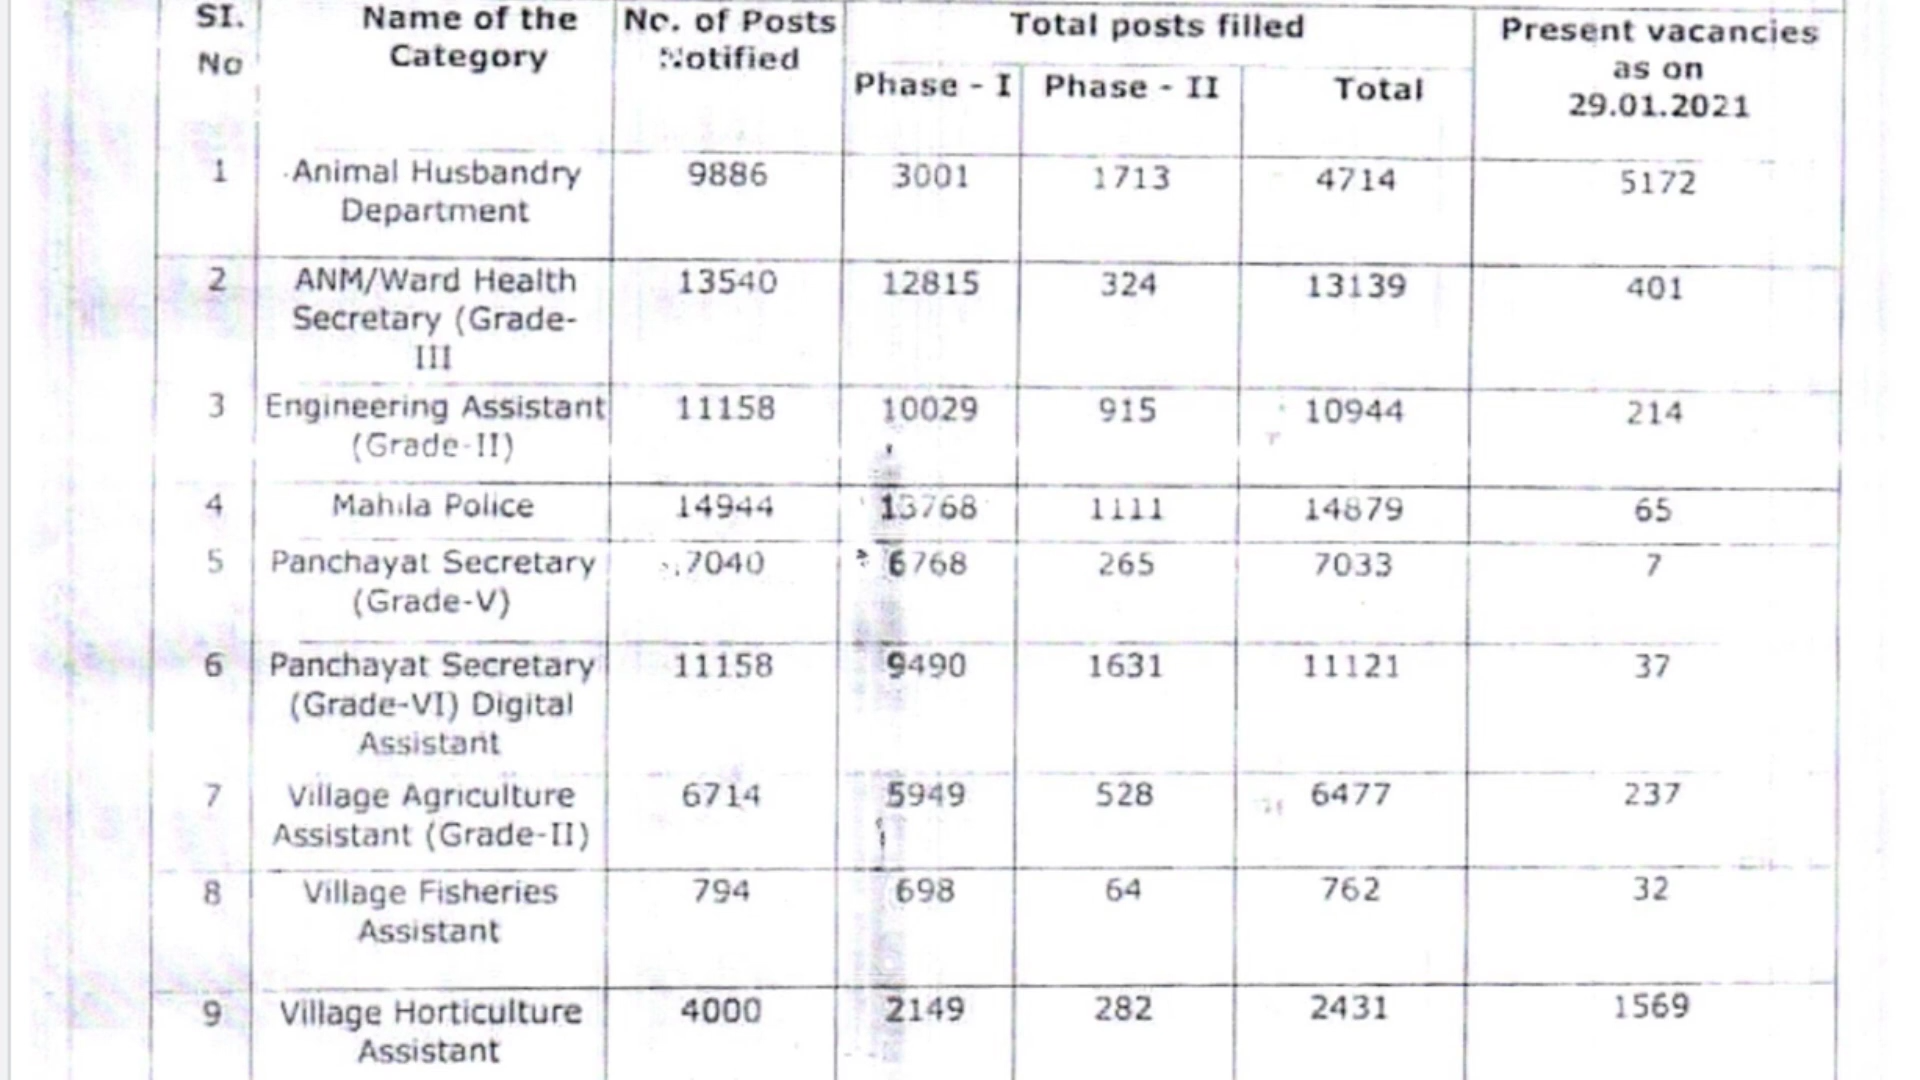 SI. No Name of the Category No. of Posts Notified Total posts filled Present vacancies as on 29.01.2021
Phase - I Phase - II Total
1 Animal Husbandry Department 9886 3001 1713 4714 5172
2 ANM/Ward Health Secretary (Grade-III 13540 12815 324 13139 401
3 Engineering Assistant (Grade-II) 11158 10029 915 10944 214
4 Mahila Police 14944 13768 1111 14879 65
5 Panchayat Secretary (Grade-V) 7040 6768 265 7033 7
6 Panchayat Secretary (Grade-VI) Digital Assistant 11158 9490 1631 11121 37
7 Village Agriculture Assistant (Grade-II) 6714 5949 528 6477 237
8 Village Fisheries Assistant 794 698 64 762 32
9 Village Horticulture Assistant 4000 2149 282 2431 1569